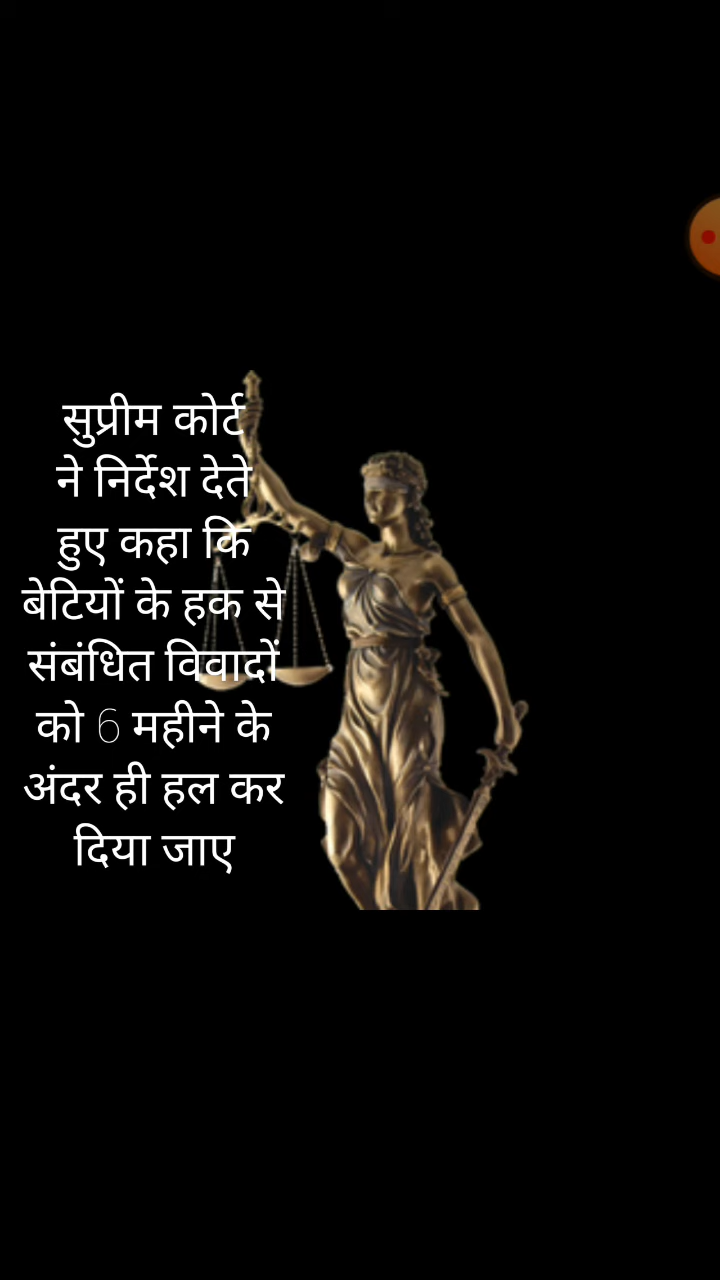 सुप्रीम कोर्ट
ने निर्देश देते
हुए कहा कि
बेटियों के हक से
संबंधित विवादों
को 6 महीने के
अंदर ही हल कर
दिया जाए